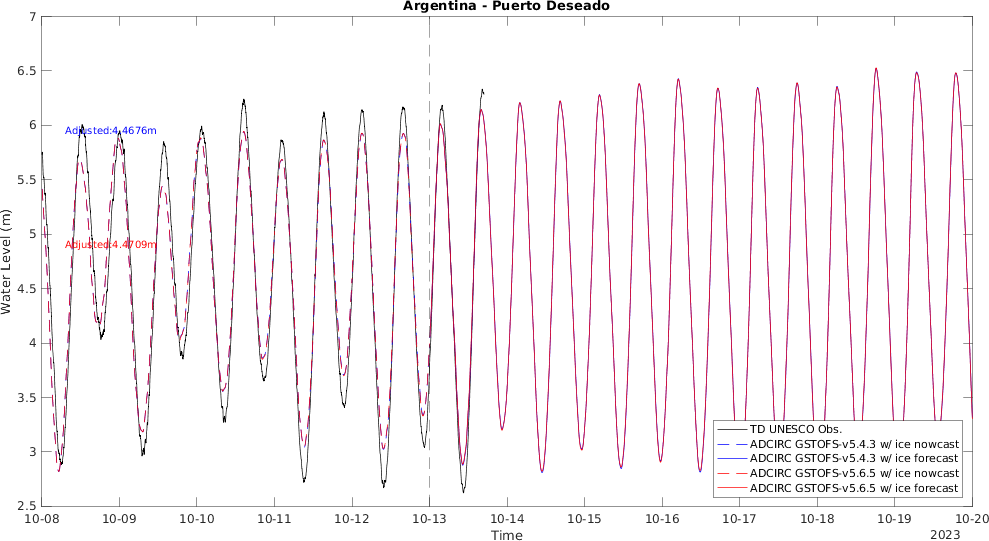 Argentina - Puerto Deseado
7
6.5
6
5.5
5
4.5
4
3.5
3
2.5
Water Level (m)
Adjusted:4.4676m
Adjusted:4.4709m
TD UNESCO Obs.
ADCIRC GSTOFS-v5.4.3 w/ ice nowcast
ADCIRC GSTOFS-v5.4.3 w/ ice forecast
ADCIRC GSTOFS-v5.6.5 w/ ice nowcast
ADCIRC GSTOFS-v5.6.5 w/ ice forecast
10-08 10-09 10-10 10-11 10-12 10-13 10-14 10-15 10-16 10-17 10-18 10-19 10-20
Time
2023